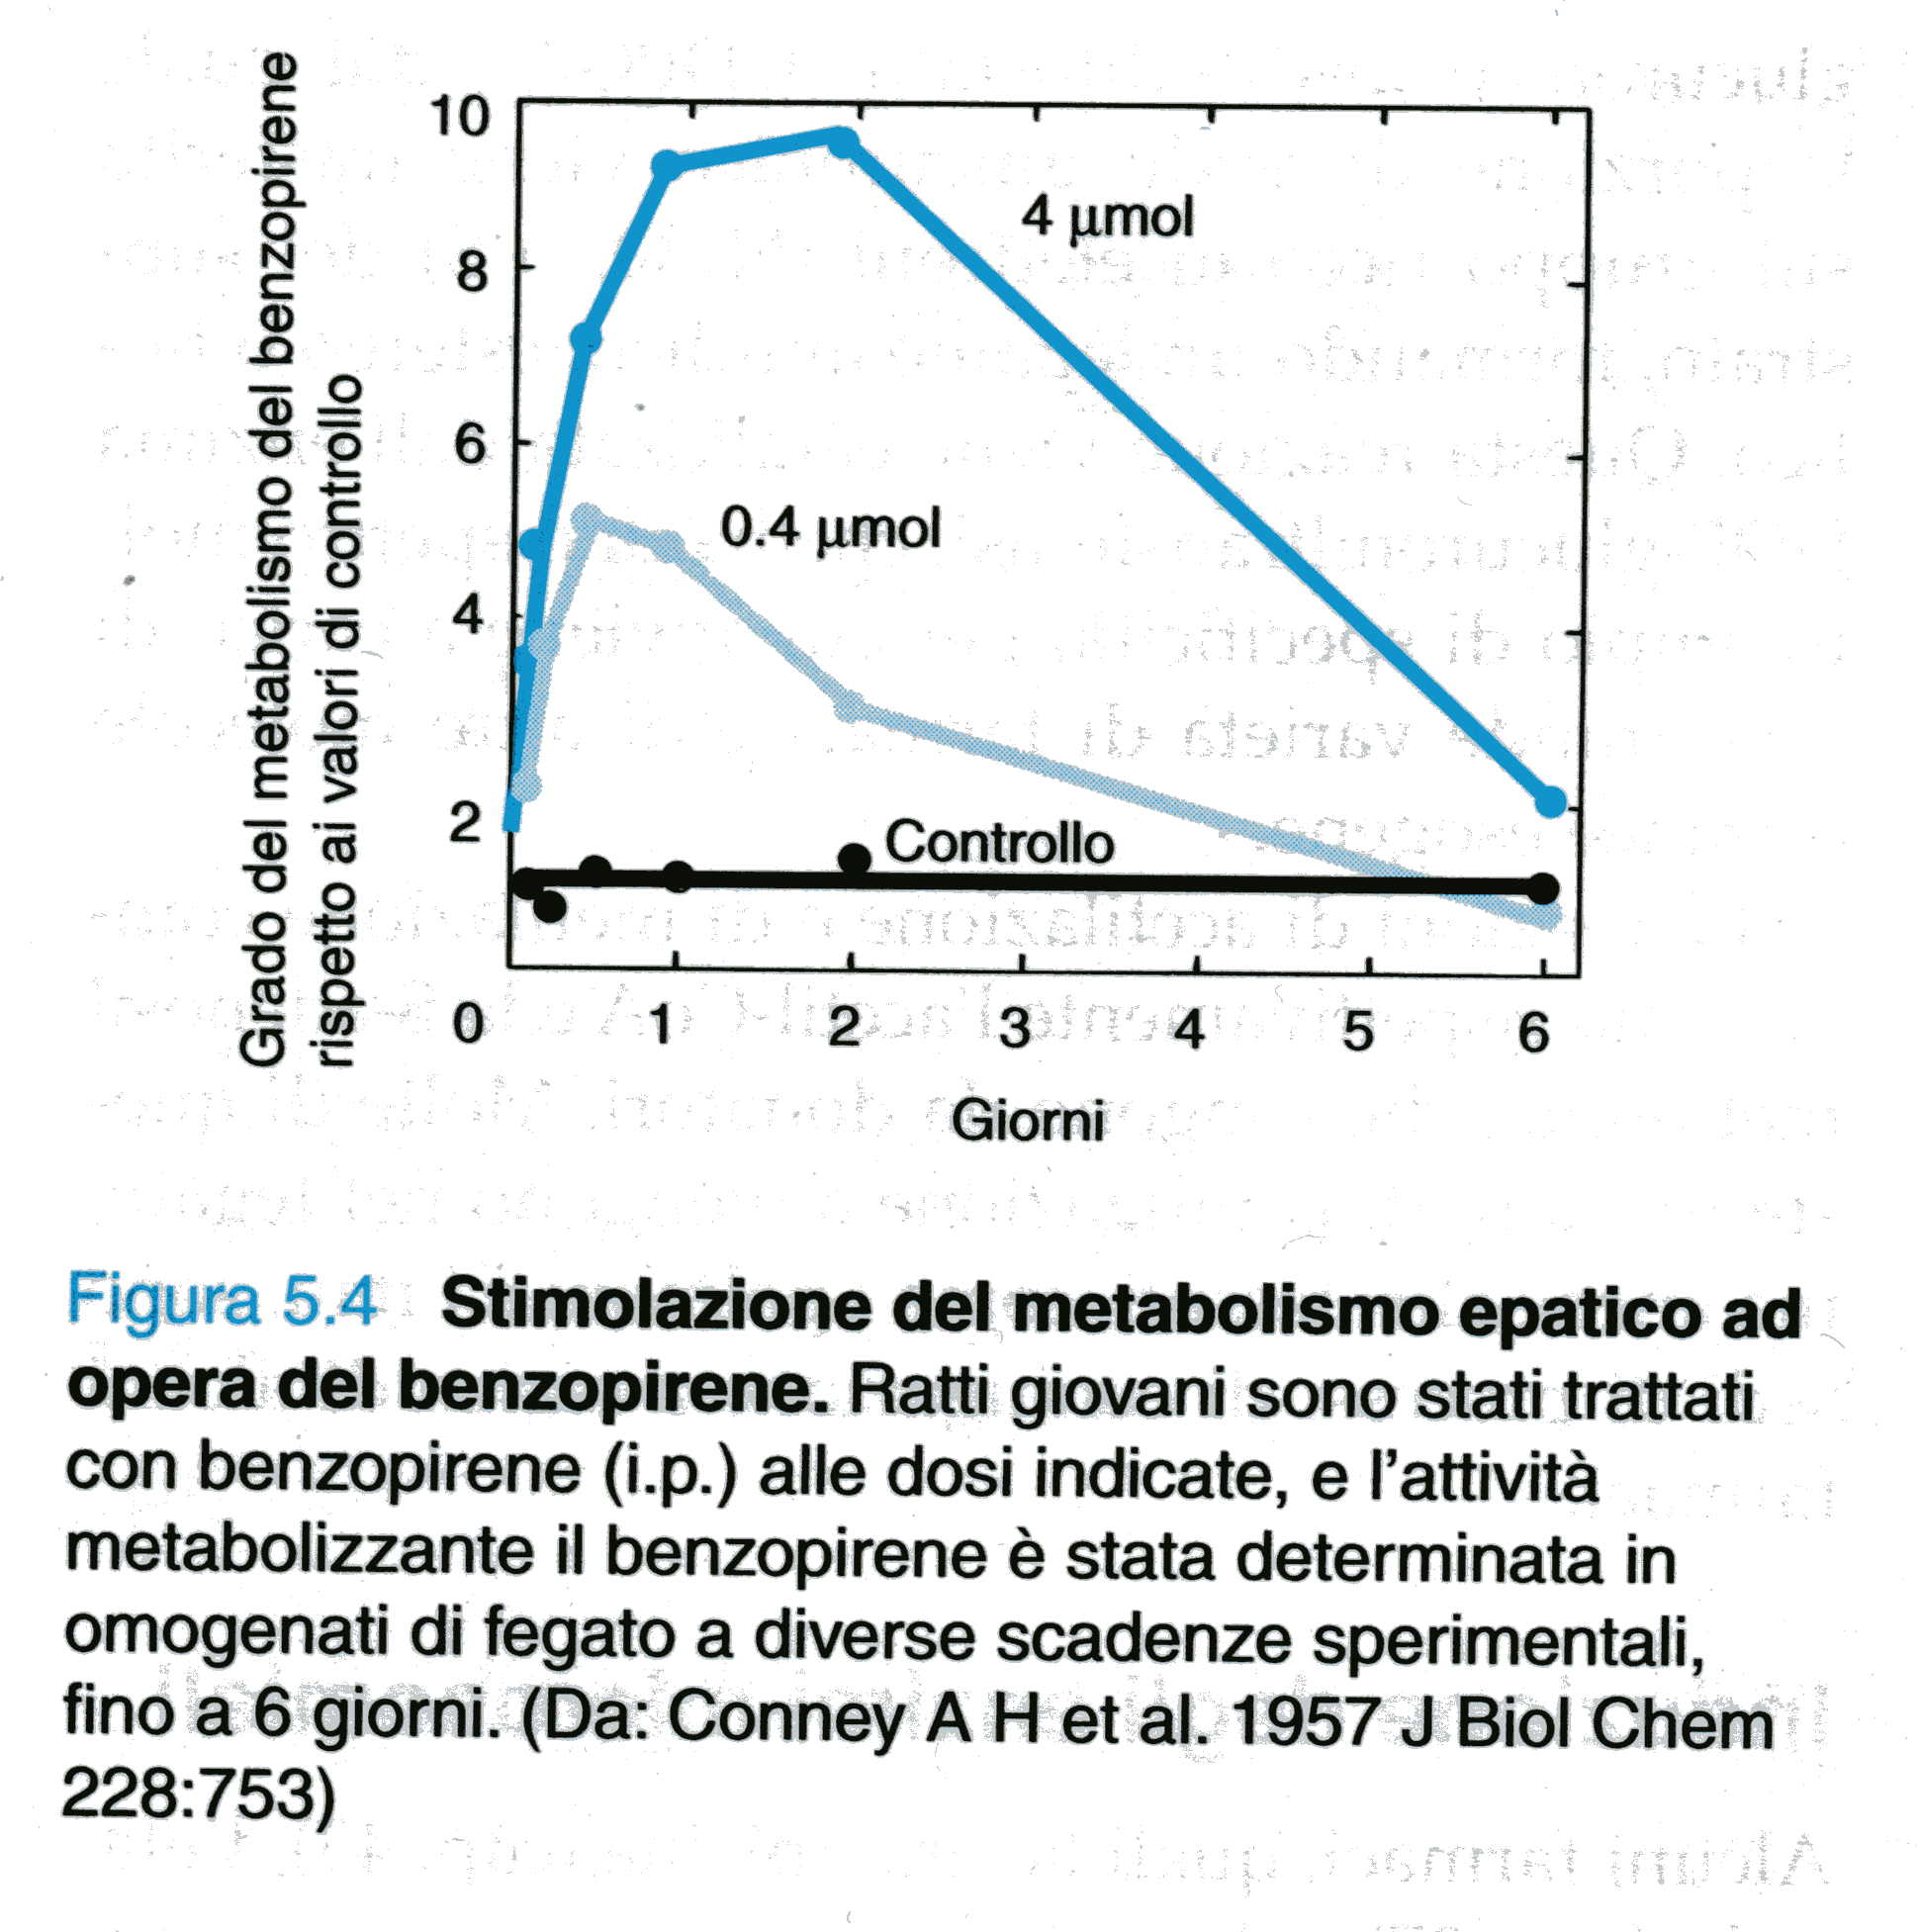 Grado del metabolismo del benzopirene
rispetto ai valori di controllo
10
8
6
4
2
0
1
2
3
4
5
6
4 µmol
0.4 µmol
Controllo
Giorni
Figura 5.4 Stimolazione del metabolismo epatico ad
opera del benzopirene. Ratti giovani sono stati trattati
con benzopirene (i.p.) alle dosi indicate, e l'attività
metabolizzante il benzopirene è stata determinata in
omogenati di fegato a diverse scadenze sperimentali,
fino a 6 giorni. (Da: Conney A H et al. 1957 J Biol Chem
228:753)